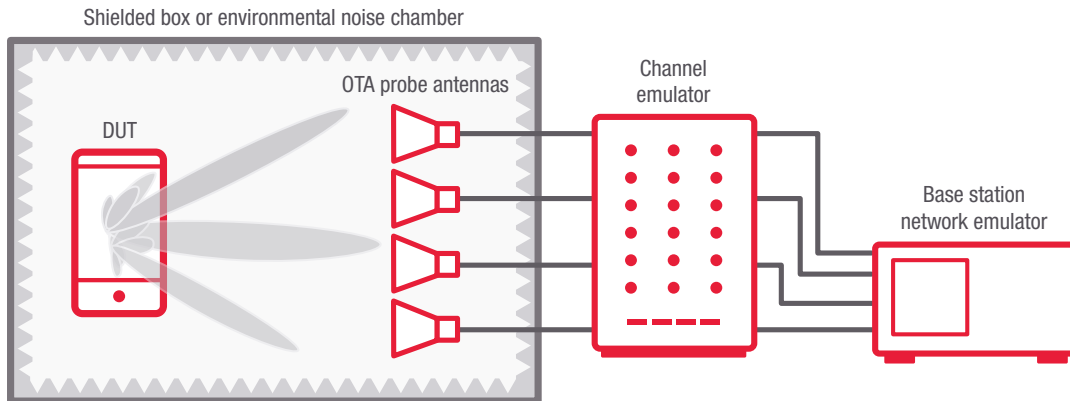 Shielded box or environmental noise chamber
OTA probe antennas
DUT
Channel
emulator
Base station
network emulator